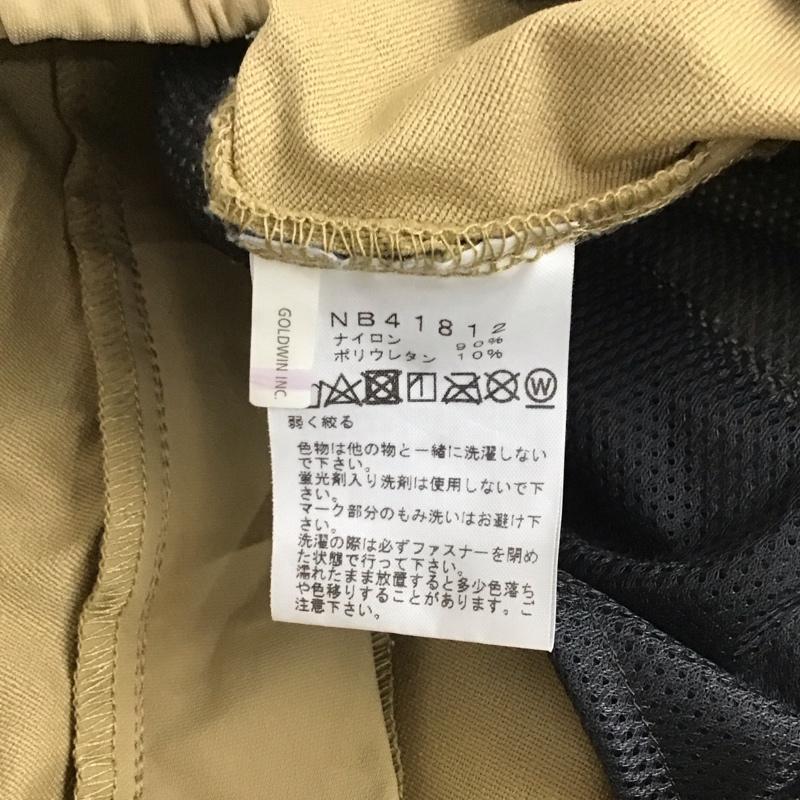 GOLDWIN INC.
NB41812
ナイロン 90%
ポリウレタン 10%
W
弱く絞る
色物は他の物と一緒に洗濯しない
で下さい。
蛍光剤入り洗剤は使用しないで下
さい。
マーク部分のもみ洗いはお避け下
さい。
洗濯の際は必ずファスナーを閉め
た状態で行って下さい。
濡れたまま放置すると多少色落ち
や色移りすることがあります。ご
注意下さい。